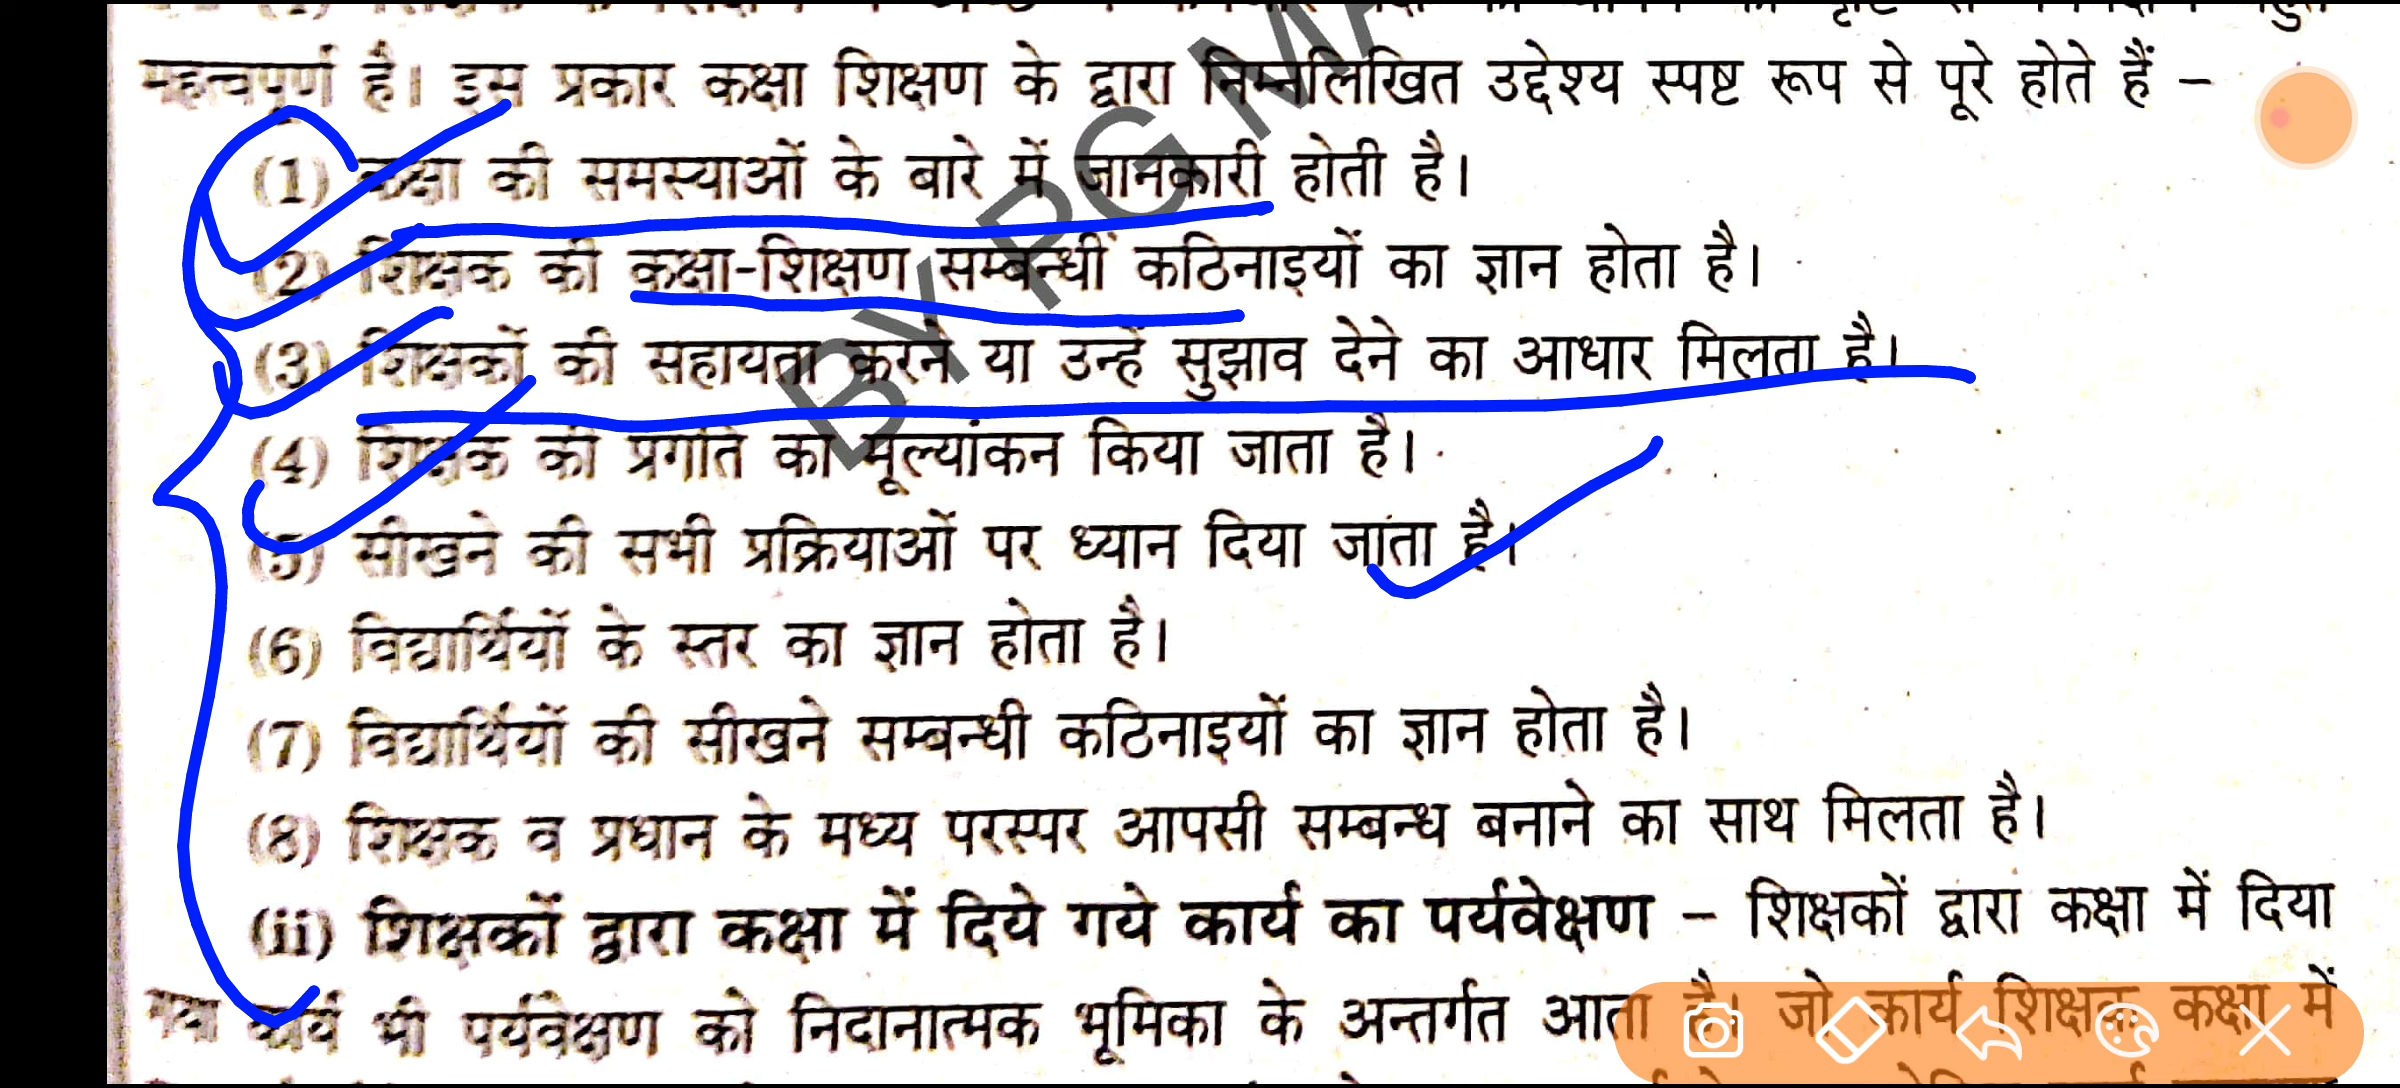 महत्त्वपूर्ण है। इस प्रकार कक्षा शिक्षण के द्वारा निम्नलिखित उद्देश्य स्पष्ट रूप से पूरे होते हैं –
(1) कक्षा की समस्याओं के बारे में जानकारी होती है।
(2) शिक्षक की कक्षा-शिक्षण सम्बन्धी कठिनाइयों का ज्ञान होता है।
(3) शिक्षकों की सहायता करने या उन्हें सुझाव देने का आधार मिलता है।
(4) शिक्षक की प्रगति का मूल्यांकन किया जाता है।
(5) सीखने की सभी प्रक्रियाओं पर ध्यान दिया जाता है।
(6) विद्यार्थियों के स्तर का ज्ञान होता है।
(7) विद्यार्थियों की सीखने सम्बन्धी कठिनाइयों का ज्ञान होता है।
(8) शिक्षक व प्रधान के मध्य परस्पर आपसी सम्बन्ध बनाने का साथ मिलता है।
(ii) शिक्षकों द्वारा कक्षा में दिये गये कार्य का पर्यवेक्षण – शिक्षकों द्वारा कक्षा में दिया
गया कार्य भी पर्यवेक्षण को निदानात्मक भूमिका के अन्तर्गत आता है। जो कार्य शिक्षक कक्षा में
BY PG